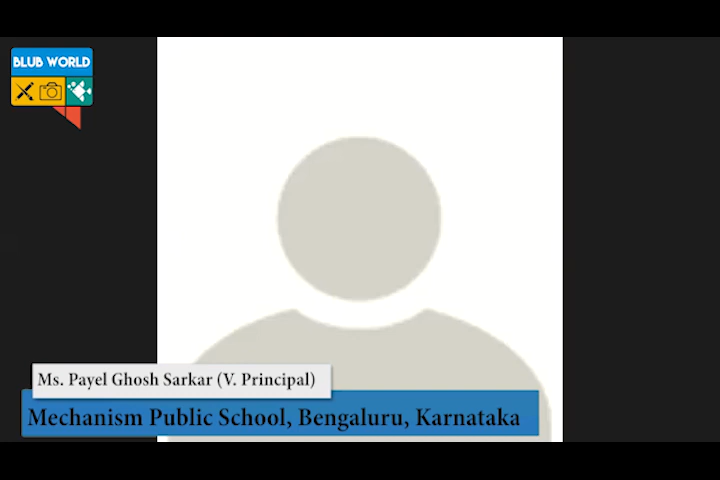 BLUB WORLD
Ms. Payel Ghosh Sarkar (V. Principal)
Mechanism Public School, Bengaluru, Karnataka